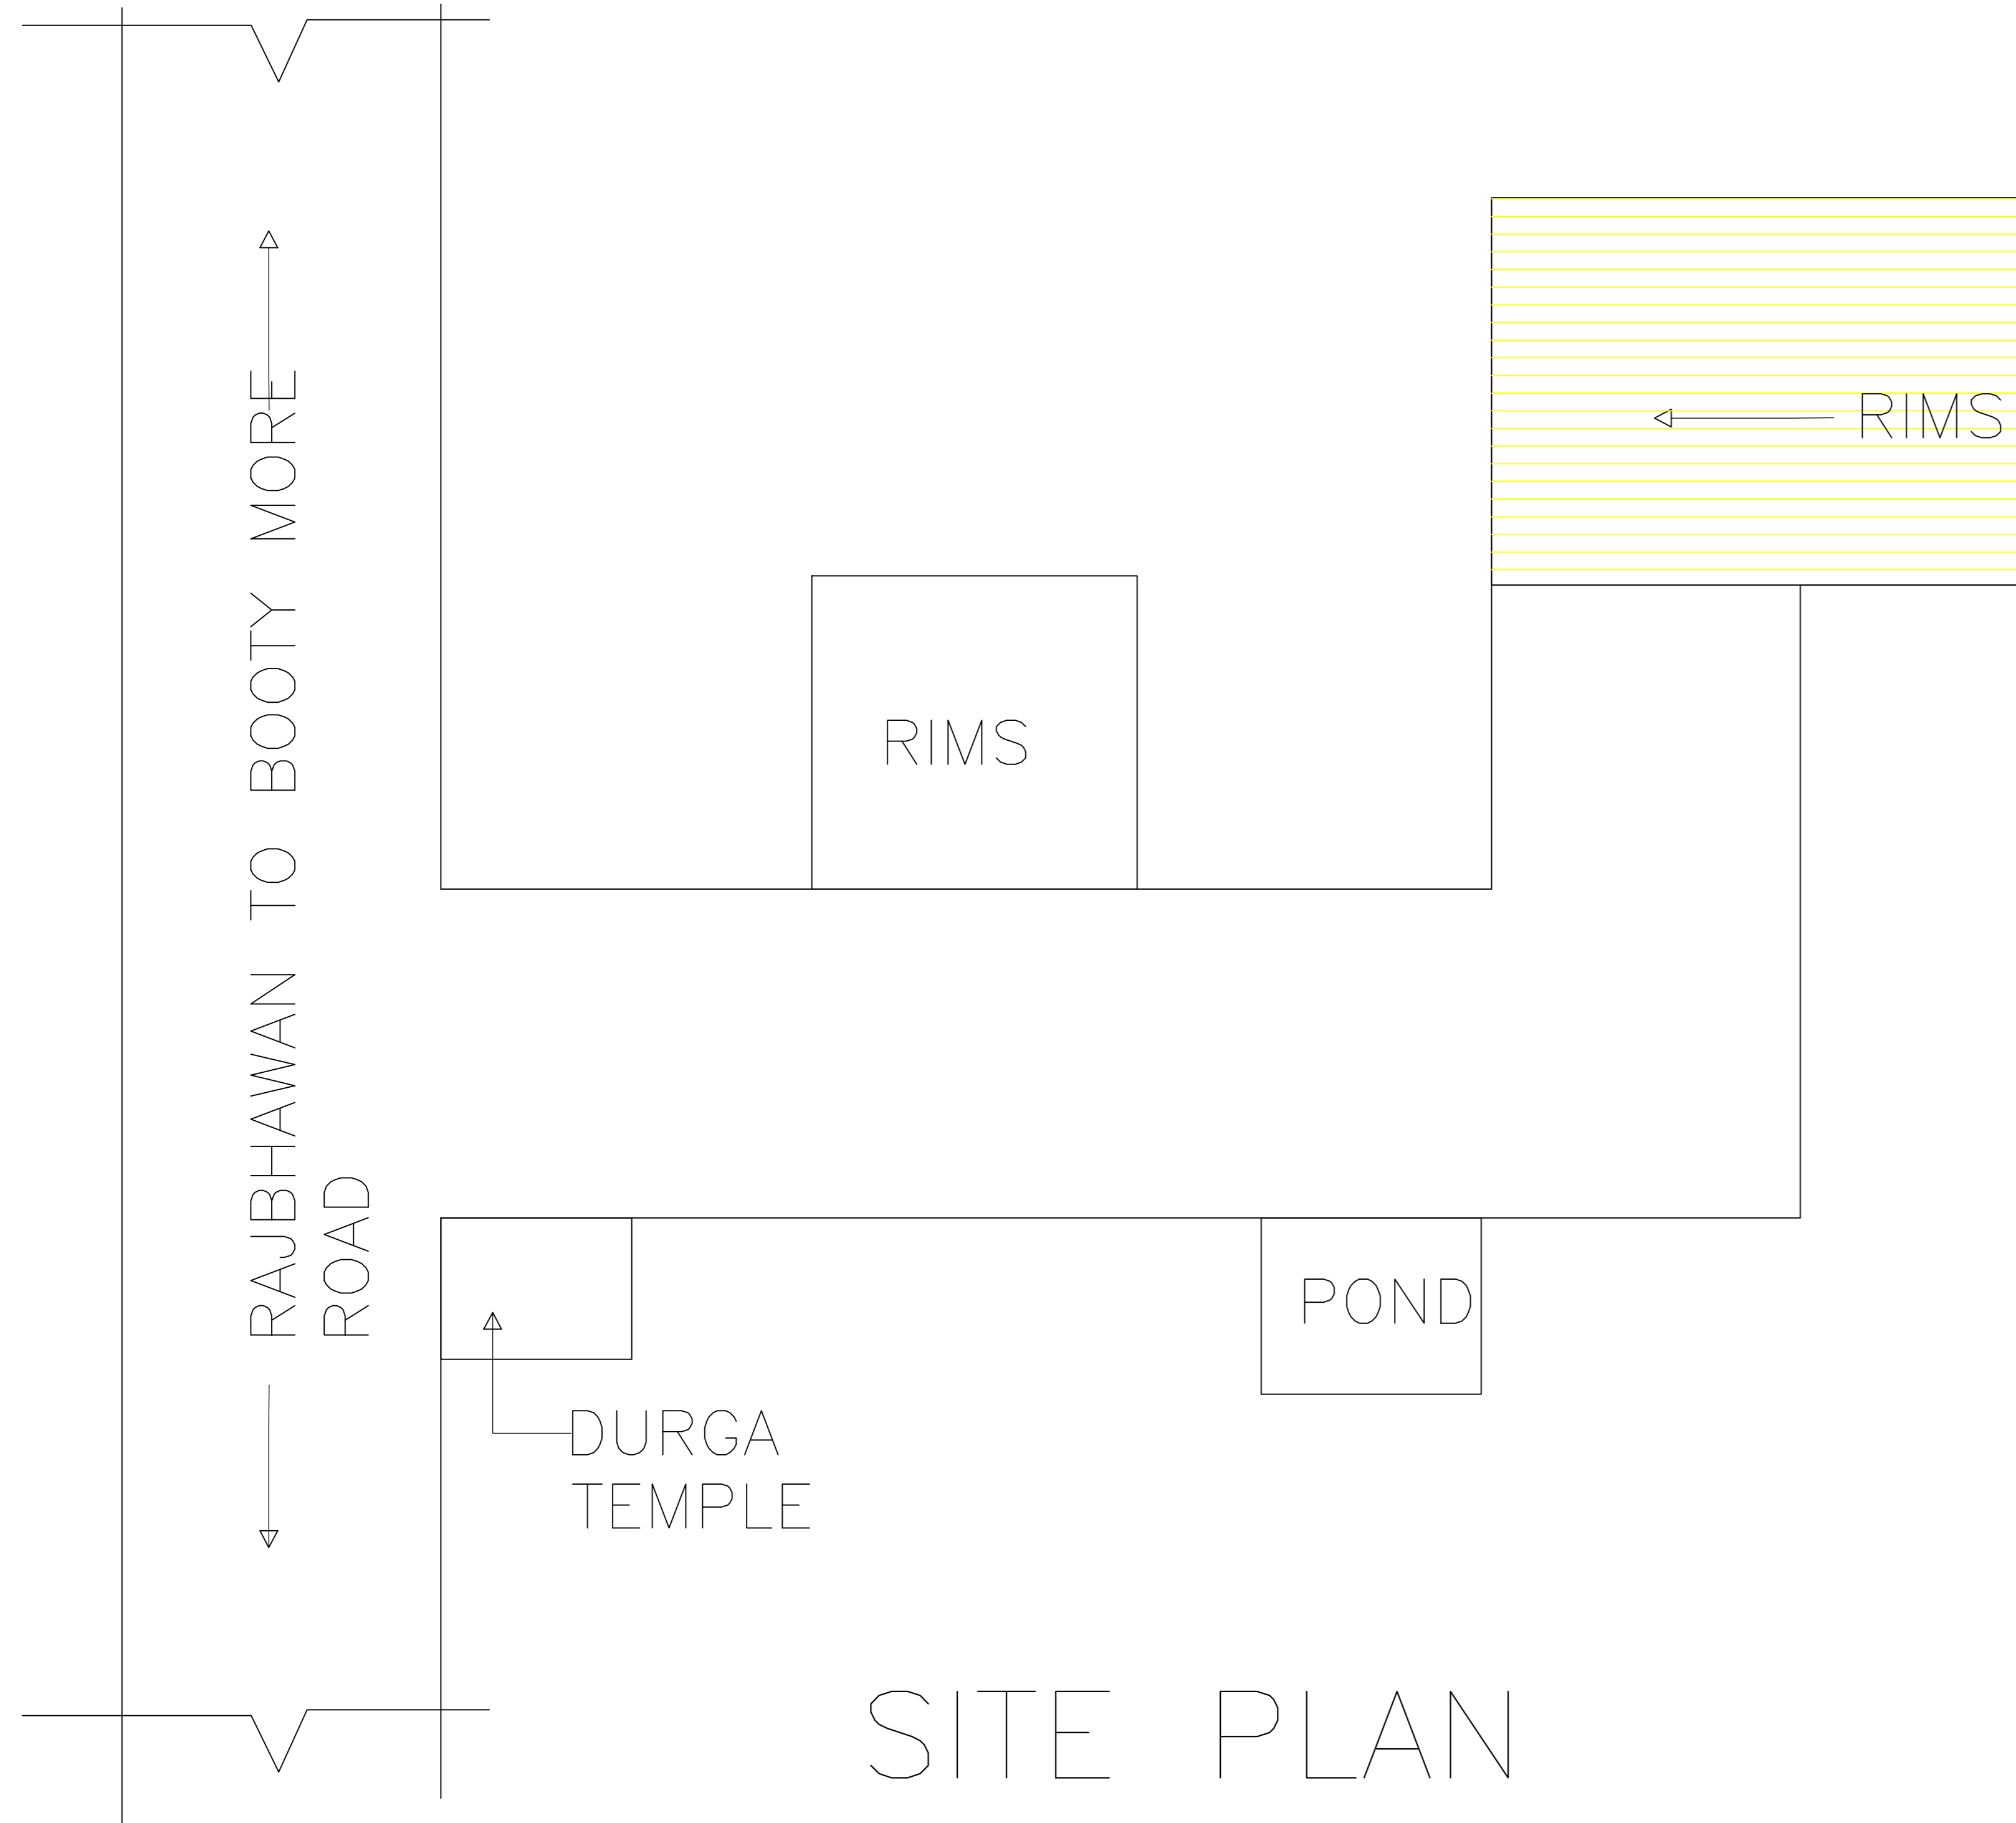 RAJBHAWAN TO BOOTY MORE
ROAD
RIMS
RIMS
POND
DURGA
TEMPLE
SITE PLAN